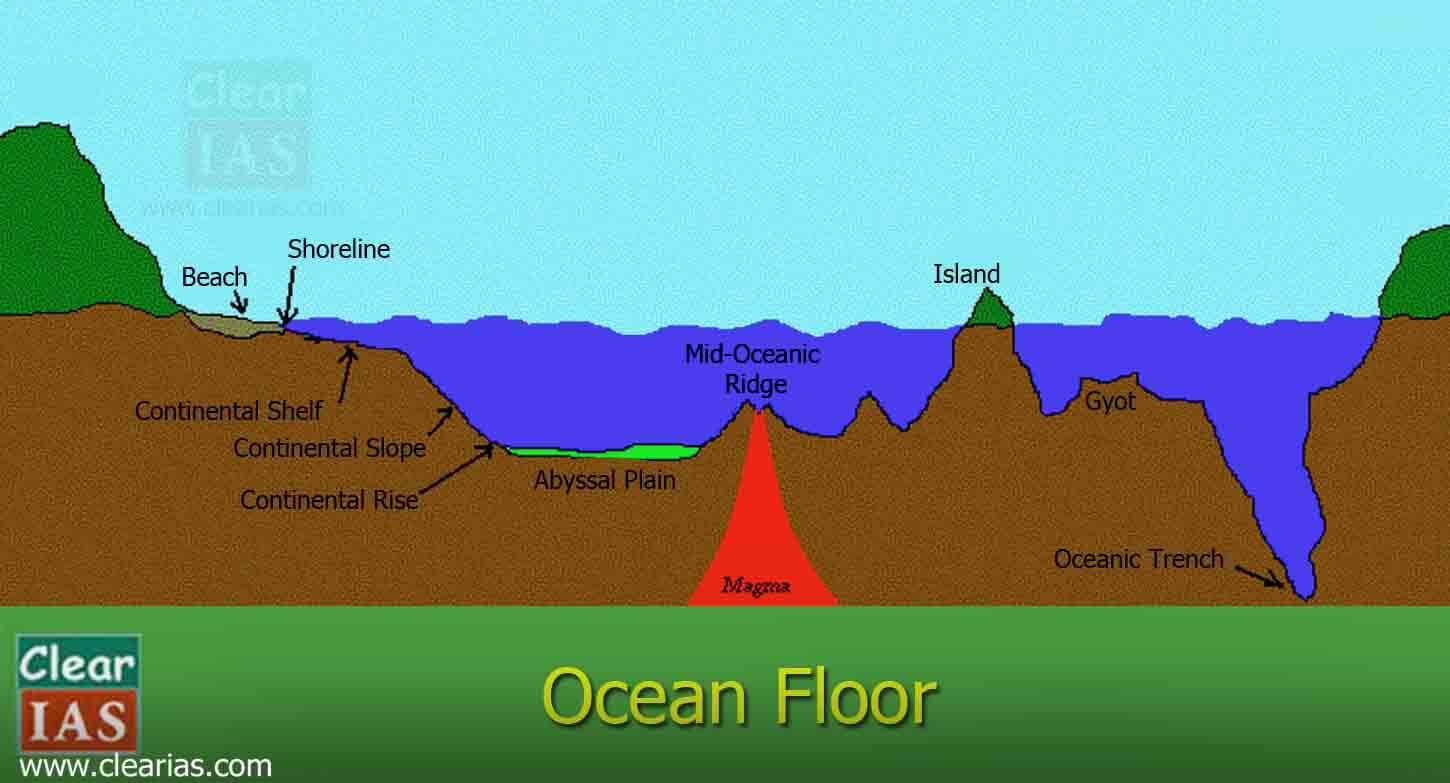 Clear
IAS
www.clearias.com
Shoreline
Beach
Island
Mid-Oceanic
Ridge
Continental Shelf
Gyot
Continental Slope
Abyssal Plain
Continental Rise
Oceanic Trench
Magma
Clear
IAS
www.clearias.com
Ocean Floor